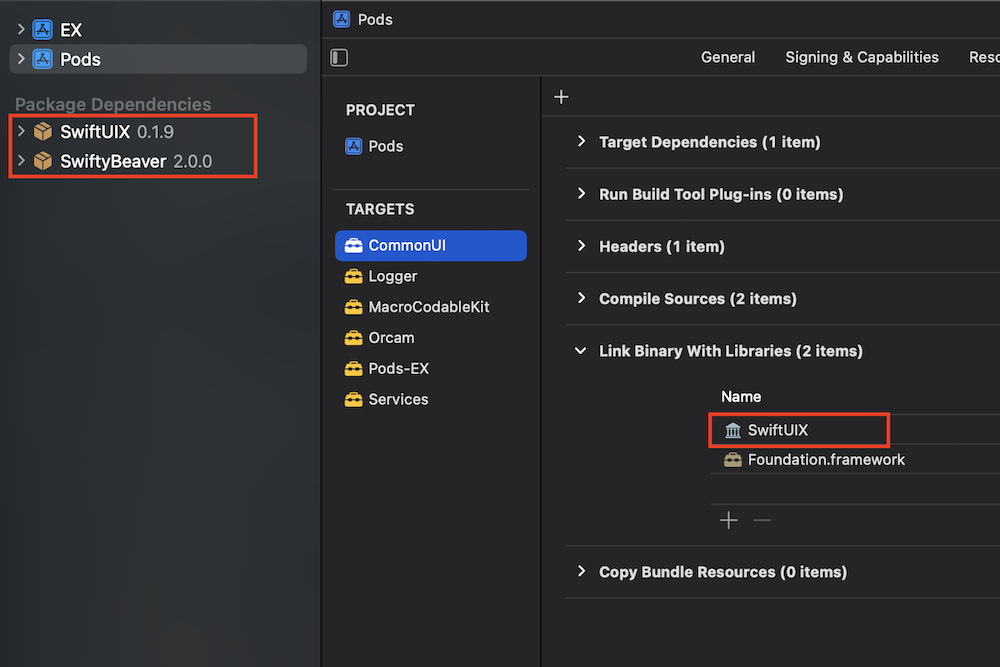 EX
Pods
Package Dependencies
SwiftUIX 0.1.9
SwiftyBeaver 2.0.0
Pods
General Signing & Capabilities Reso
PROJECT
Pods
TARGETS
CommonUI
Logger
MacroCodableKit
Orcam
Pods-EX
Services
Target Dependencies (1 item)
Run Build Tool Plug-ins (0 items)
Headers (1 item)
Compile Sources (2 items)
Link Binary With Libraries (2 items)
Name
SwiftUIX
Foundation.framework
Copy Bundle Resources (0 items)